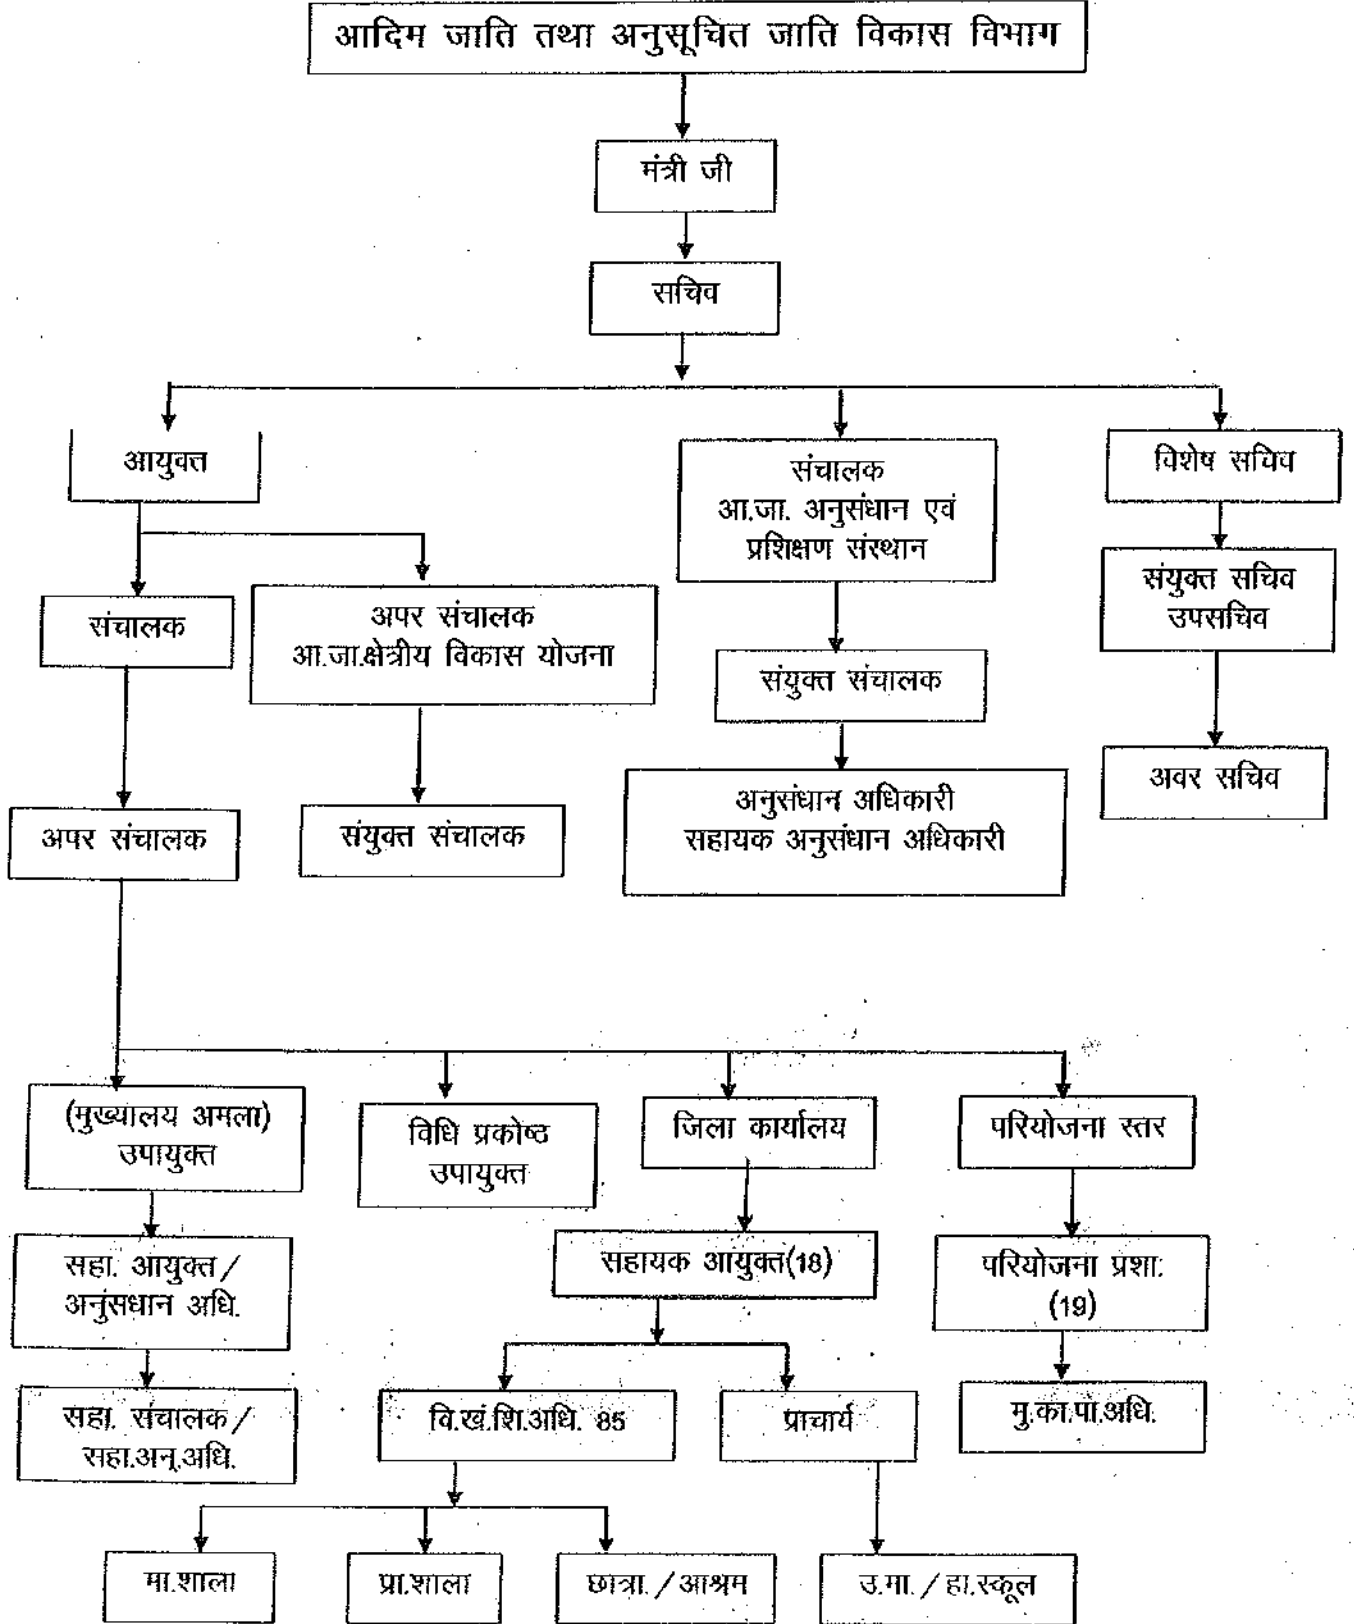 आदिम जाति तथा अनुसूचित जाति विकास विभाग
मंत्री जी
सचिव
आयुक्त
संचालक
आ.जा. अनुसंधान एवं
प्रशिक्षण संस्थान
विशेष सचिव
संचालक
अपर संचालक
आ.जा.क्षेत्रीय विकास योजना
संयुक्त संचालक
संयुक्त सचिव
उपसचिव
अपर संचालक
संयुक्त संचालक
अनुसंधान अधिकारी
सहायक अनुसंधान अधिकारी
अवर सचिव
(मुख्यालय अमला)
उपायुक्त
विधि प्रकोष्ठ
उपायुक्त
जिला कार्यालय
परियोजना स्तर
सहा. आयुक्त/
अनुंसधान अधि.
सहायक आयुक्त(18)
परियोजना प्रशा:
(19)
सहा. संचालक/
सहा.अनु.अधि.
वि.खं.शि.अधि. 85
प्राचार्य
मु.का.पा.अधि.
मा.शाला
प्रा.शाला
छात्रा./आश्रम
उ.मा./हा.स्कूल